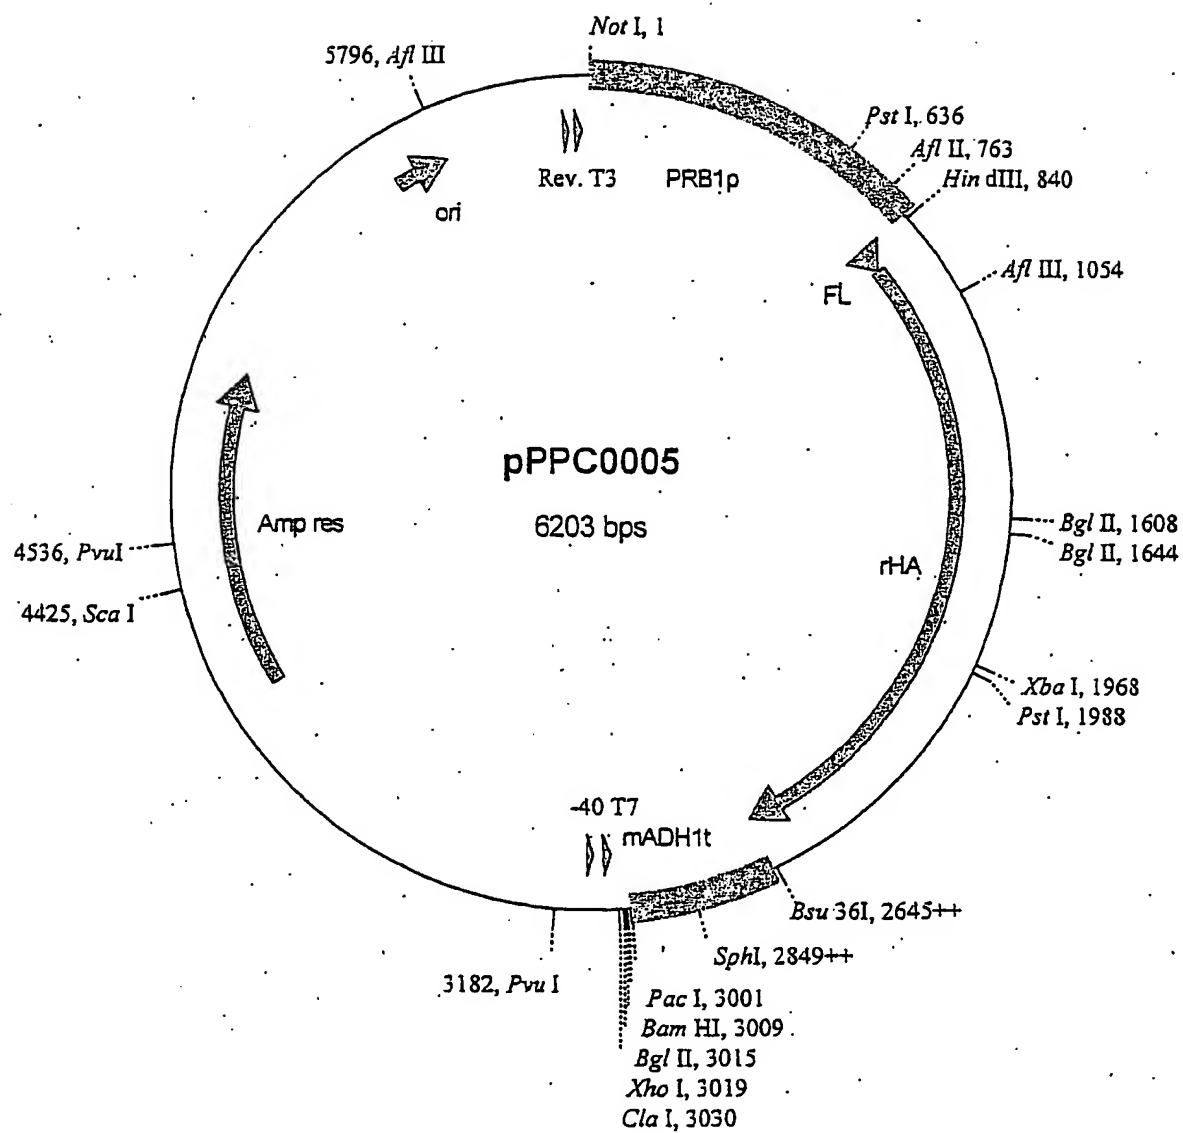 Not I, 1
5796, Afl III
Pst I, 636
Afl II, 763
Hin dIII, 840
Rev. T3
PRB1p
ori
Afl III, 1054
FL
pPPC0005
6203 bps
Amp res
rHA
Bgl II, 1608
Bgl II, 1644
4536, PvuI
4425, Sca I
Xba I, 1968
Pst I, 1988
-40 T7
mADH1t
Bsu 36I, 2645++
SphI, 2849++
3182, Pvu I
Pac I, 3001
Bam HI, 3009
Bgl II, 3015
Xho I, 3019
Cla I, 3030